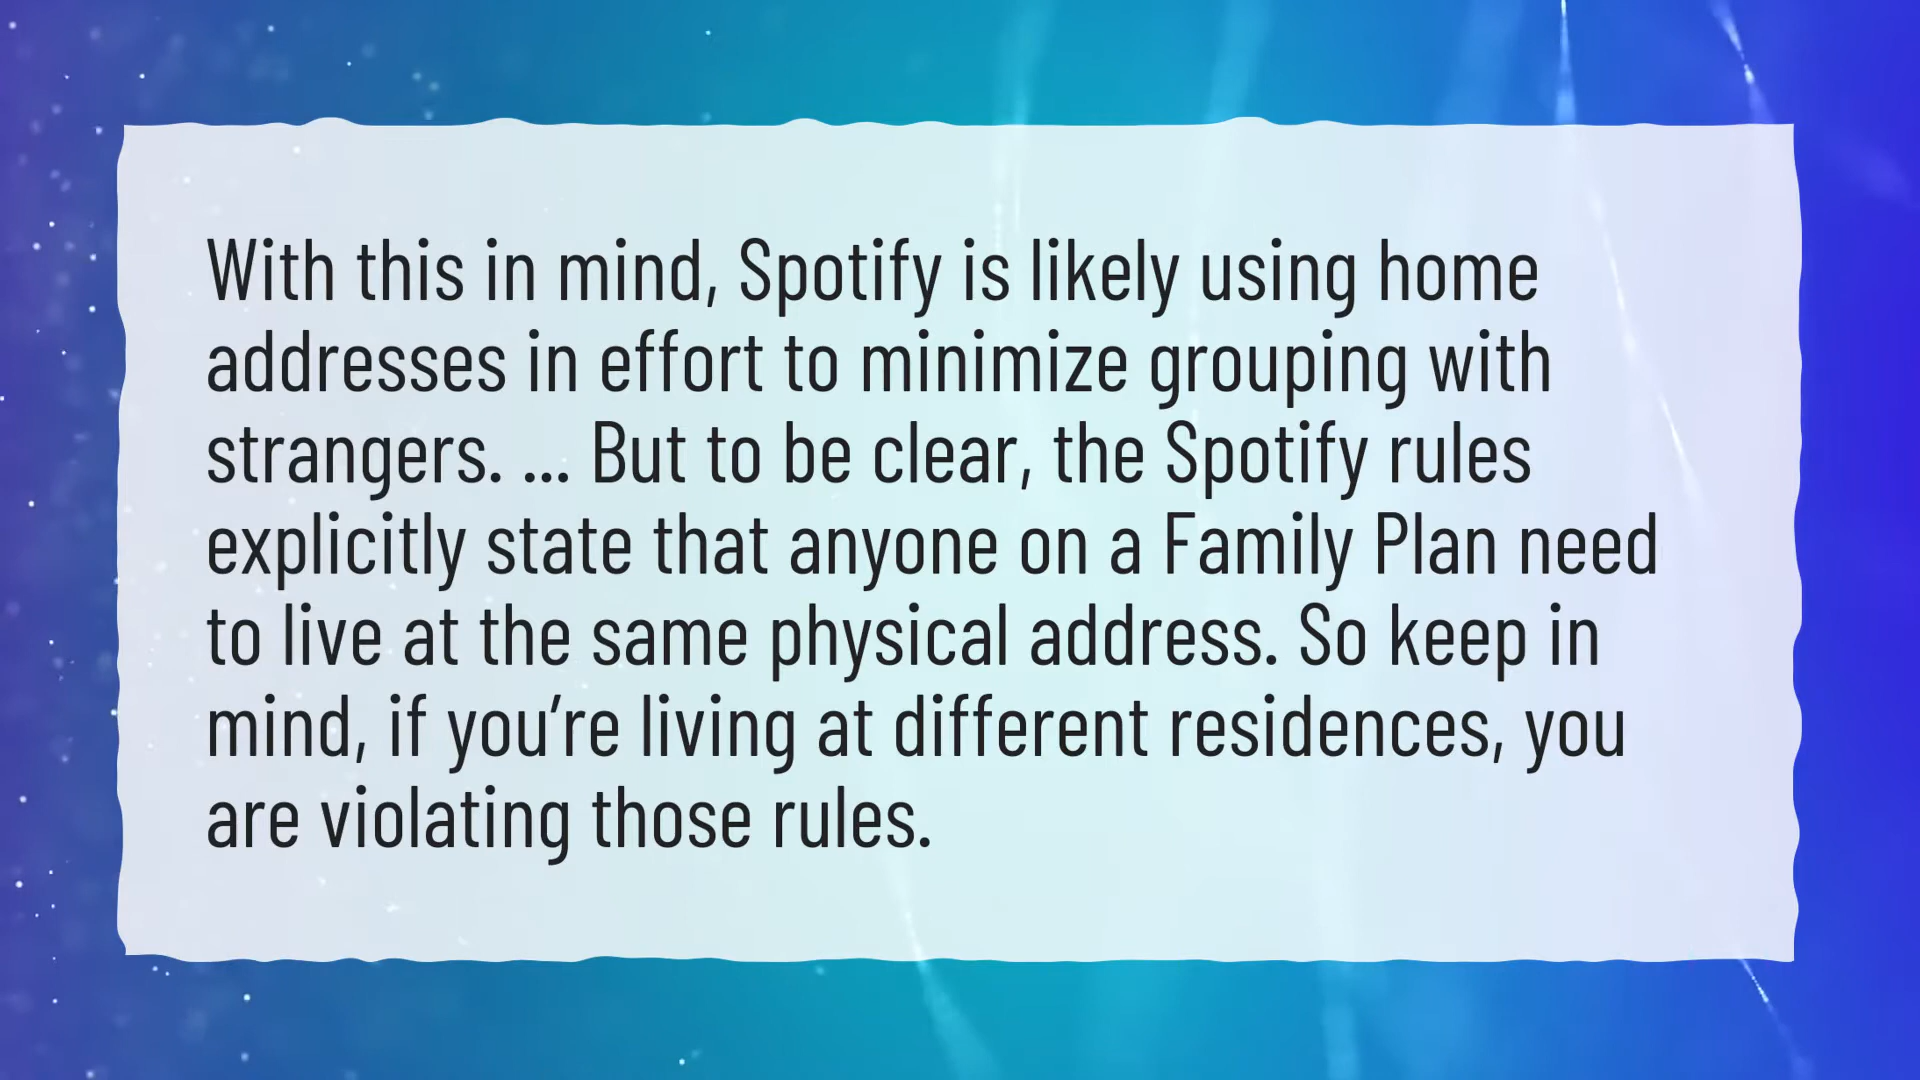 With this in mind, Spotify is likely using home
addresses in effort to minimize grouping with
strangers. ... But to be clear, the Spotify rules
explicitly state that anyone on a Family Plan need
to live at the same physical address. So keep in
mind, if you’re living at different residences, you
are violating those rules.